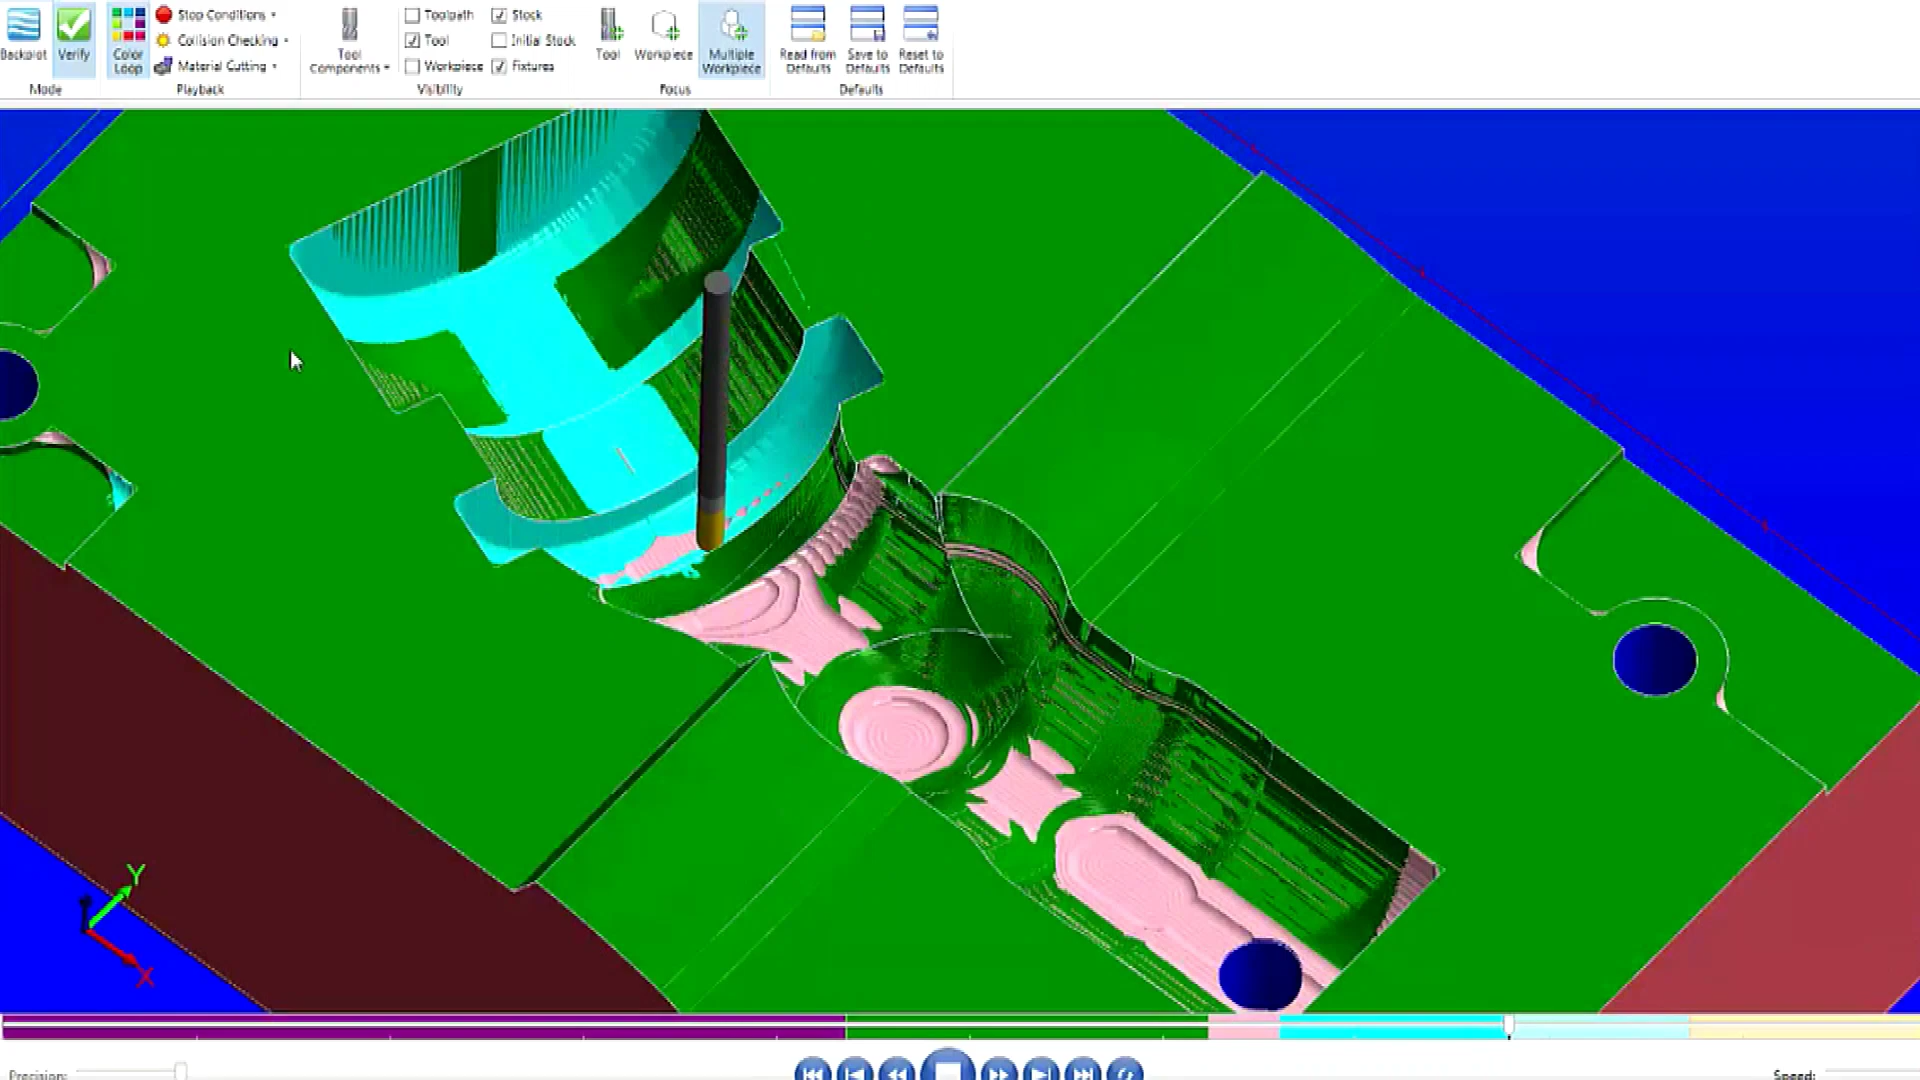 Backplot
Verify
Mode
Color
Loop
Stop Conditions
Collision Checking
Material Cutting
Playback
Tool
Components
Toolpath
Tool
Workpiece
Stock
Initial Stock
Fixtures
Visibility
Tool
Workpiece
Multiple
Workpiece
Focus
Read from
Defaults
Save to
Defaults
Reset to
Defaults
Defaults
Y
X
Precision:
Speed: